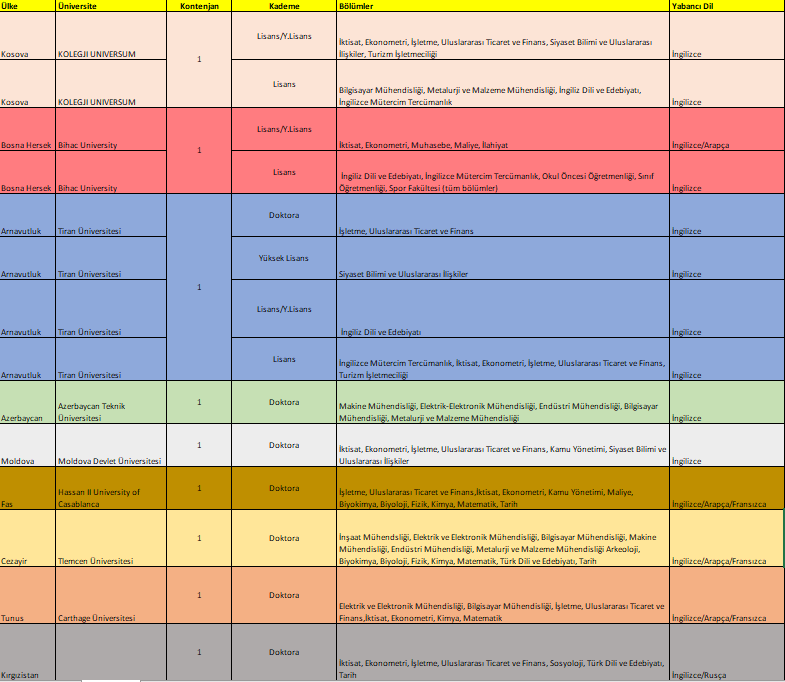 Ülke Üniversite Kontenjan Kademe Bölümler Yabancı Dil
Lisans/Y.Lisans
1
İktisat, Ekonometri, İşletme, Uluslararası Ticaret ve Finans, Siyaset Bilimi ve Uluslararası
Kosova KOLEGJI UNIVERSUM İlişkiler, Turizm İşletmeciliği İngilizce
Lisans
Bilgisayar Mühendisliği, Metalurji ve Malzeme Mühendisliği, İngiliz Dili ve Edebiyatı,
Kosova KOLEGJI UNIVERSUM İngilizce Mütercim Tercümanlık İngilizce
Lisans/Y.Lisans
Bosna Hersek Bihac University 1 İktisat, Ekonometri, Muhasebe, Maliye, İlahiyat İngilizce/Arapça
Lisans
İngiliz Dili ve Edebiyatı, İngilizce Mütercim Tercümanlık, Okul Öncesi Öğretmenliği, Sınıf
Bosna Hersek Bihac University Öğretmenliği, Spor Fakültesi (tüm bölümler) İngilizce
Doktora
Arnavutluk Tiran Üniversitesi İşletme, Uluslararası Ticaret ve Finans İngilizce
Yüksek Lisans
Arnavutluk Tiran Üniversitesi Siyaset Bilimi ve Uluslararası İlişkiler İngilizce
1
Lisans/Y.Lisans
Arnavutluk Tiran Üniversitesi İngiliz Dili ve Edebiyatı İngilizce
Lisans
İngilizce Mütercim Tercümanlık, İktisat, Ekonometri, İşletme, Uluslararası Ticaret ve Finans,
Arnavutluk Tiran Üniversitesi Turizm İşletmeciliği İngilizce
Azerbaycan Teknik 1 Doktora Makine Mühendisliği, Elektrik-Elektronik Mühendisliği, Endüstri Mühendisliği, Bilgisayar
Azerbaycan Üniversitesi Mühendisliği, Metalurji ve Malzeme Mühendisliği İngilizce
1 Doktora
İktisat, Ekonometri, İşletme, Uluslararası Ticaret ve Finans, Kamu Yönetimi, Siyaset Bilimi ve
Moldova Moldova Devlet Üniversitesi Uluslararası İlişkiler İngilizce
Hassan II University of 1 Doktora İşletme, Uluslararası Ticaret ve Finans,İktisat, Ekonometri, Kamu Yönetimi, Maliye,
Fas Casablanca Biyokimya, Biyoloji, Fizik, Kimya, Matematik, Tarih İngilizce/Arapça/Fransızca
1 Doktora
İnşaat Mühendsliği, Elektrik ve Elektronik Mühendisliği, Bilgisayar Mühendisliği, Makine
Mühendisliği, Endüstri Mühendisliği, Metalurji ve Malzeme Mühendisliği Arkeoloji,
Cezayir Tlemcen Üniversitesi Biyokimya, Biyoloji, Fizik, Kimya, Matematik, Türk Dili ve Edebiyatı, Tarih İngilizce/Arapça/Fransızca
1 Doktora
Elektrik ve Elektronik Mühendisliği, Bilgisayar Mühendisliği, İşletme, Uluslararası Ticaret ve
Tunus Carthage Üniversitesi Finans,İktisat, Ekonometri, Kimya, Matematik İngilizce/Arapça/Fransızca
1 Doktora
İktisat, Ekonometri, İşletme, Uluslararası Ticaret ve Finans, Sosyoloji, Türk Dili ve Edebiyatı,
Kırgızistan Tarih İngilizce/Rusça